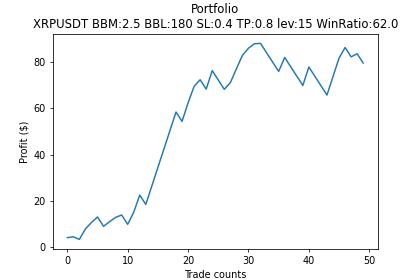 Portfolio
XRPUSDT BBM:2.5 BBL:180 SL:0.4 TP:0.8 lev:15 WinRatio:62.0
80
60
40
20
0
Profit ($)
0 10 20 30 40 50
Trade counts